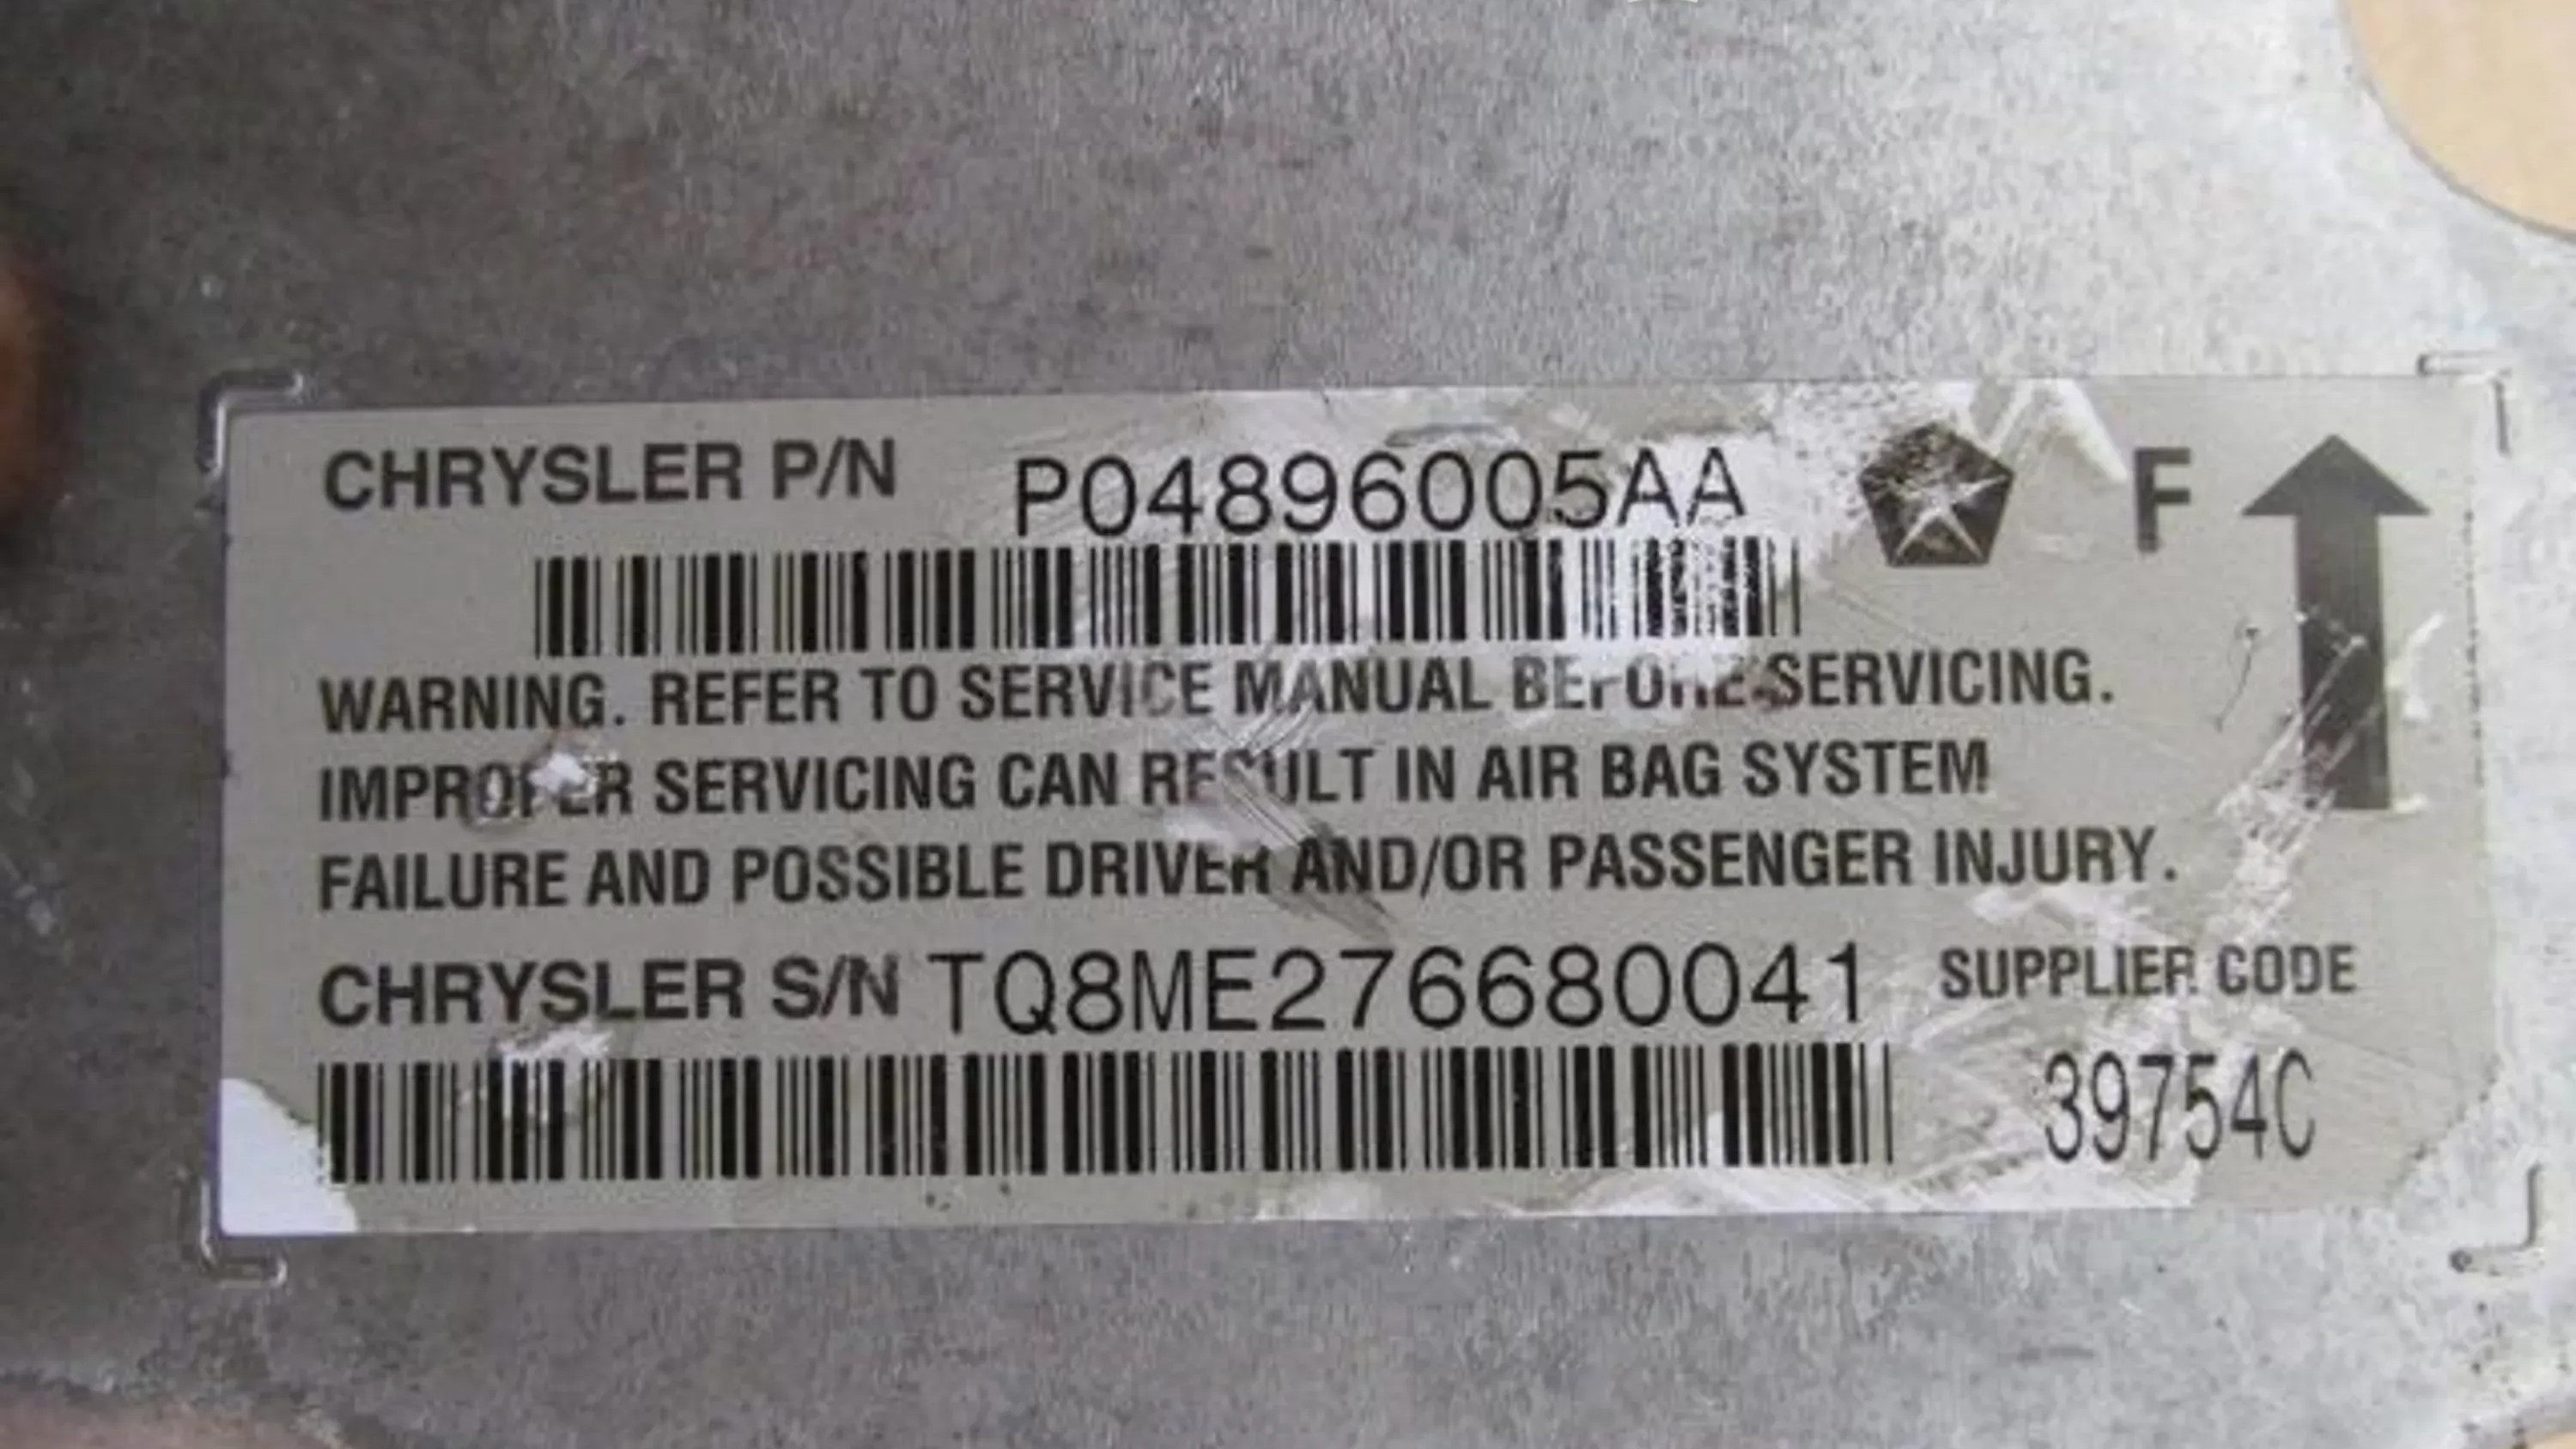 CHRYSLER P/N P04896005AA F
WARNING. REFER TO SERVICE MANUAL BEFORE SERVICING.
IMPROPER SERVICING CAN RESULT IN AIR BAG SYSTEM
FAILURE AND POSSIBLE DRIVER AND/OR PASSENGER INJURY.
CHRYSLER S/N TQ8ME276680041 SUPPLIER CODE
39754C